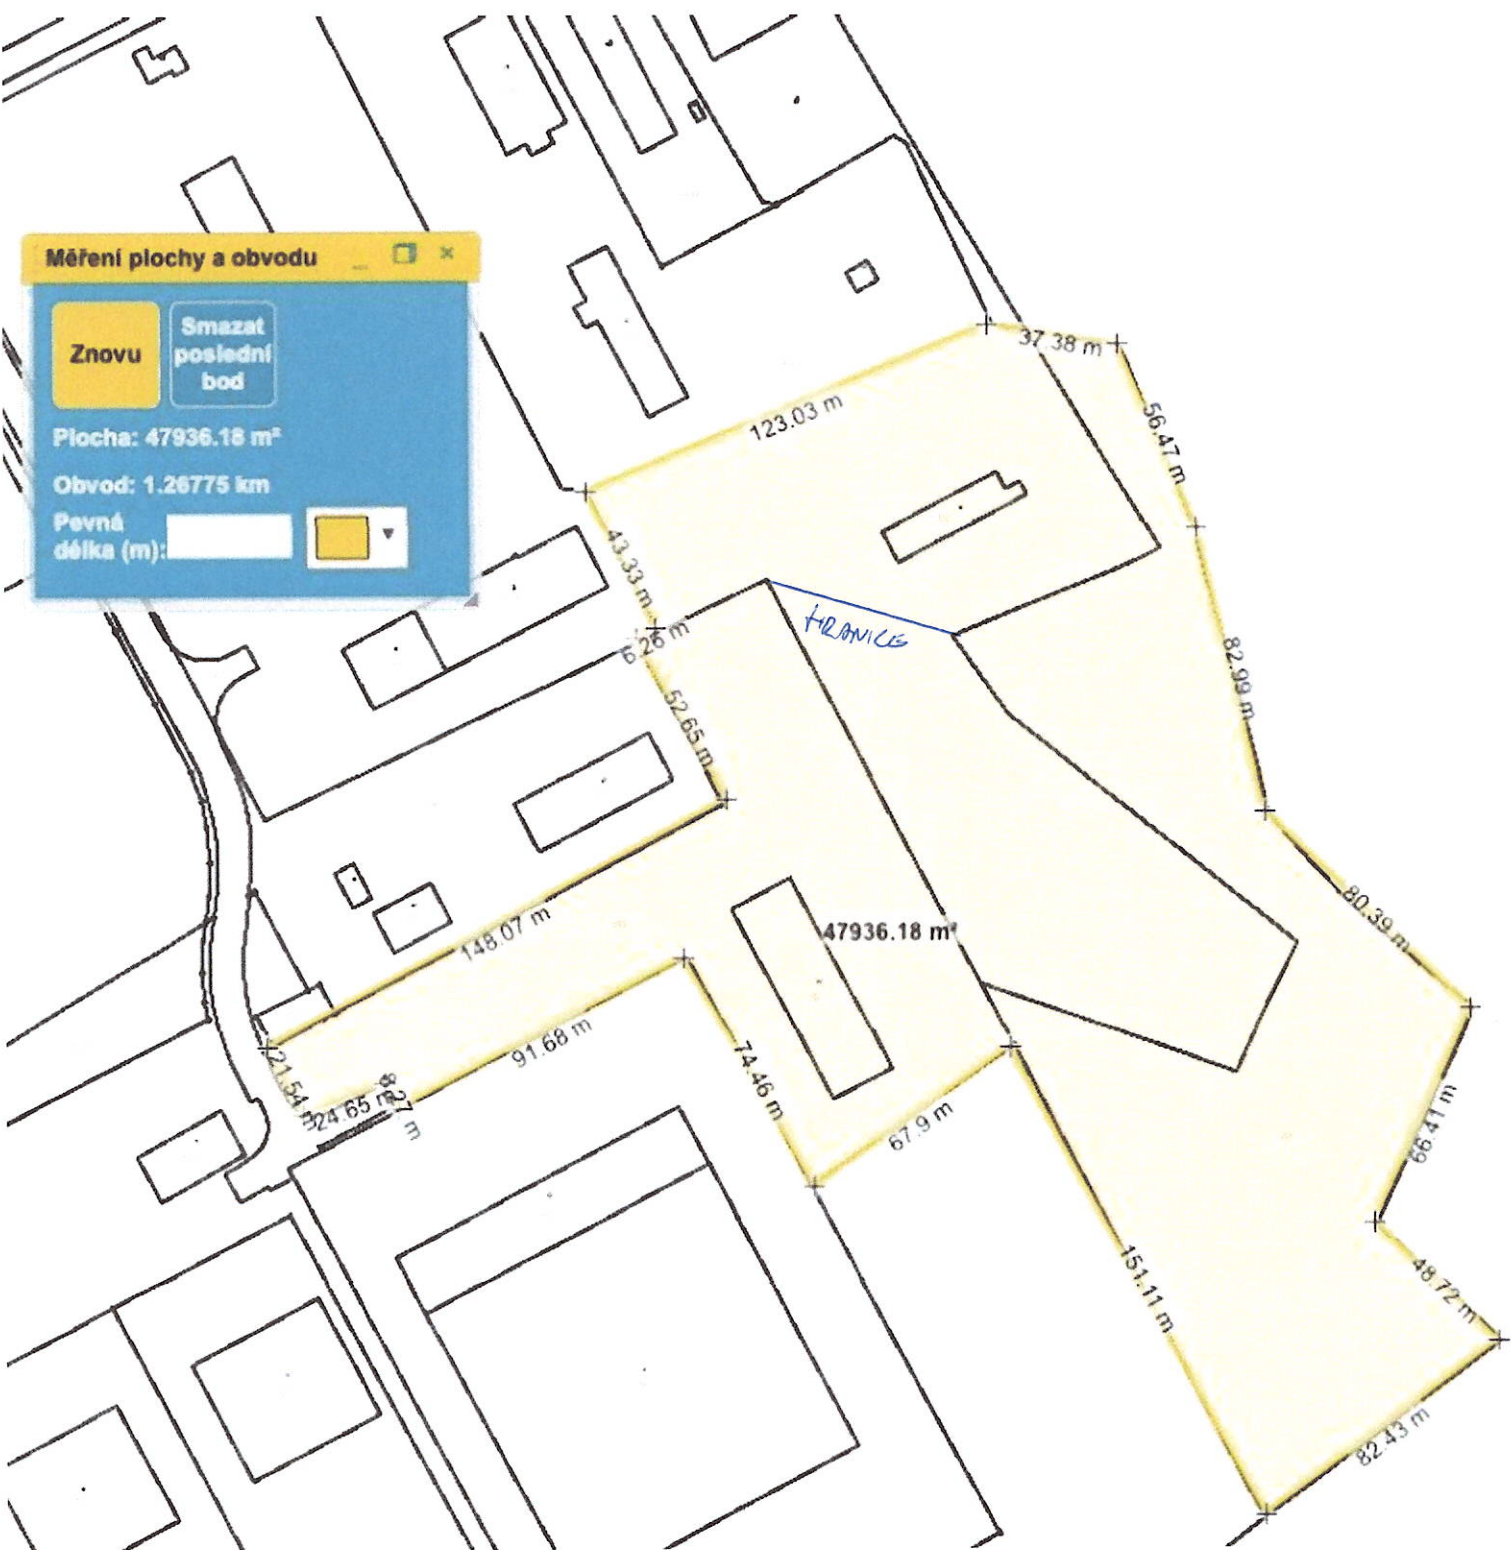 Měření plochy a obvodu
Znovu
Smazat
poslední
bod
Plocha: 47936.18 m²
Obvod: 1.26775 km
Pevná
délka (m):
37.38 m
123.03 m
56.47 m
43.33 m
HRANICE
6.26 m
82.99 m
52.65 m
80.39 m
148.07 m
47936.18 m²
91.68 m
74.46 m
21.54 m
24.65 m
8.27 m
67.9 m
66.41 m
151.11 m
48.72 m
82.43 m